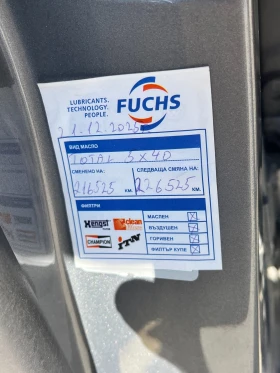 LUBRICANTS.
TECHNOLOGY.
PEOPLE.
FUCHS
21.12.2025
ВИД МАСЛО
TOTAL 5X40
СМЕНЕНО НА: СЛЕДВАЩА СМЯНА НА
216525 КМ. 226525 КМ.
ФИЛТРИ
Hengst clean filters
CHAMPION
МАСЛЕН
ВЪЗДУШЕН
ГОРИВЕН
ФИЛТЪР КУПЕ